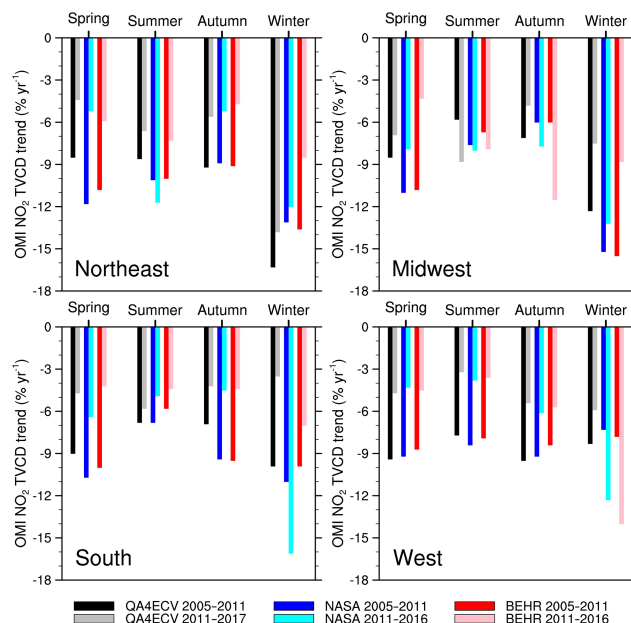 Spring Summer Autumn Winter
Spring Summer Autumn Winter
OMI NO₂ TVCD trend (% yr⁻¹)
0
-3
-6
-9
-12
-15
-18
Northeast
OMI NO₂ TVCD trend (% yr⁻¹)
0
-3
-6
-9
-12
-15
-18
Midwest
Spring Summer Autumn Winter
Spring Summer Autumn Winter
OMI NO₂ TVCD trend (% yr⁻¹)
0
-3
-6
-9
-12
-15
-18
South
OMI NO₂ TVCD trend (% yr⁻¹)
0
-3
-6
-9
-12
-15
-18
West
QA4ECV 2005-2011 NASA 2005-2011 BEHR 2005-2011
QA4ECV 2011-2017 NASA 2011-2016 BEHR 2011-2016